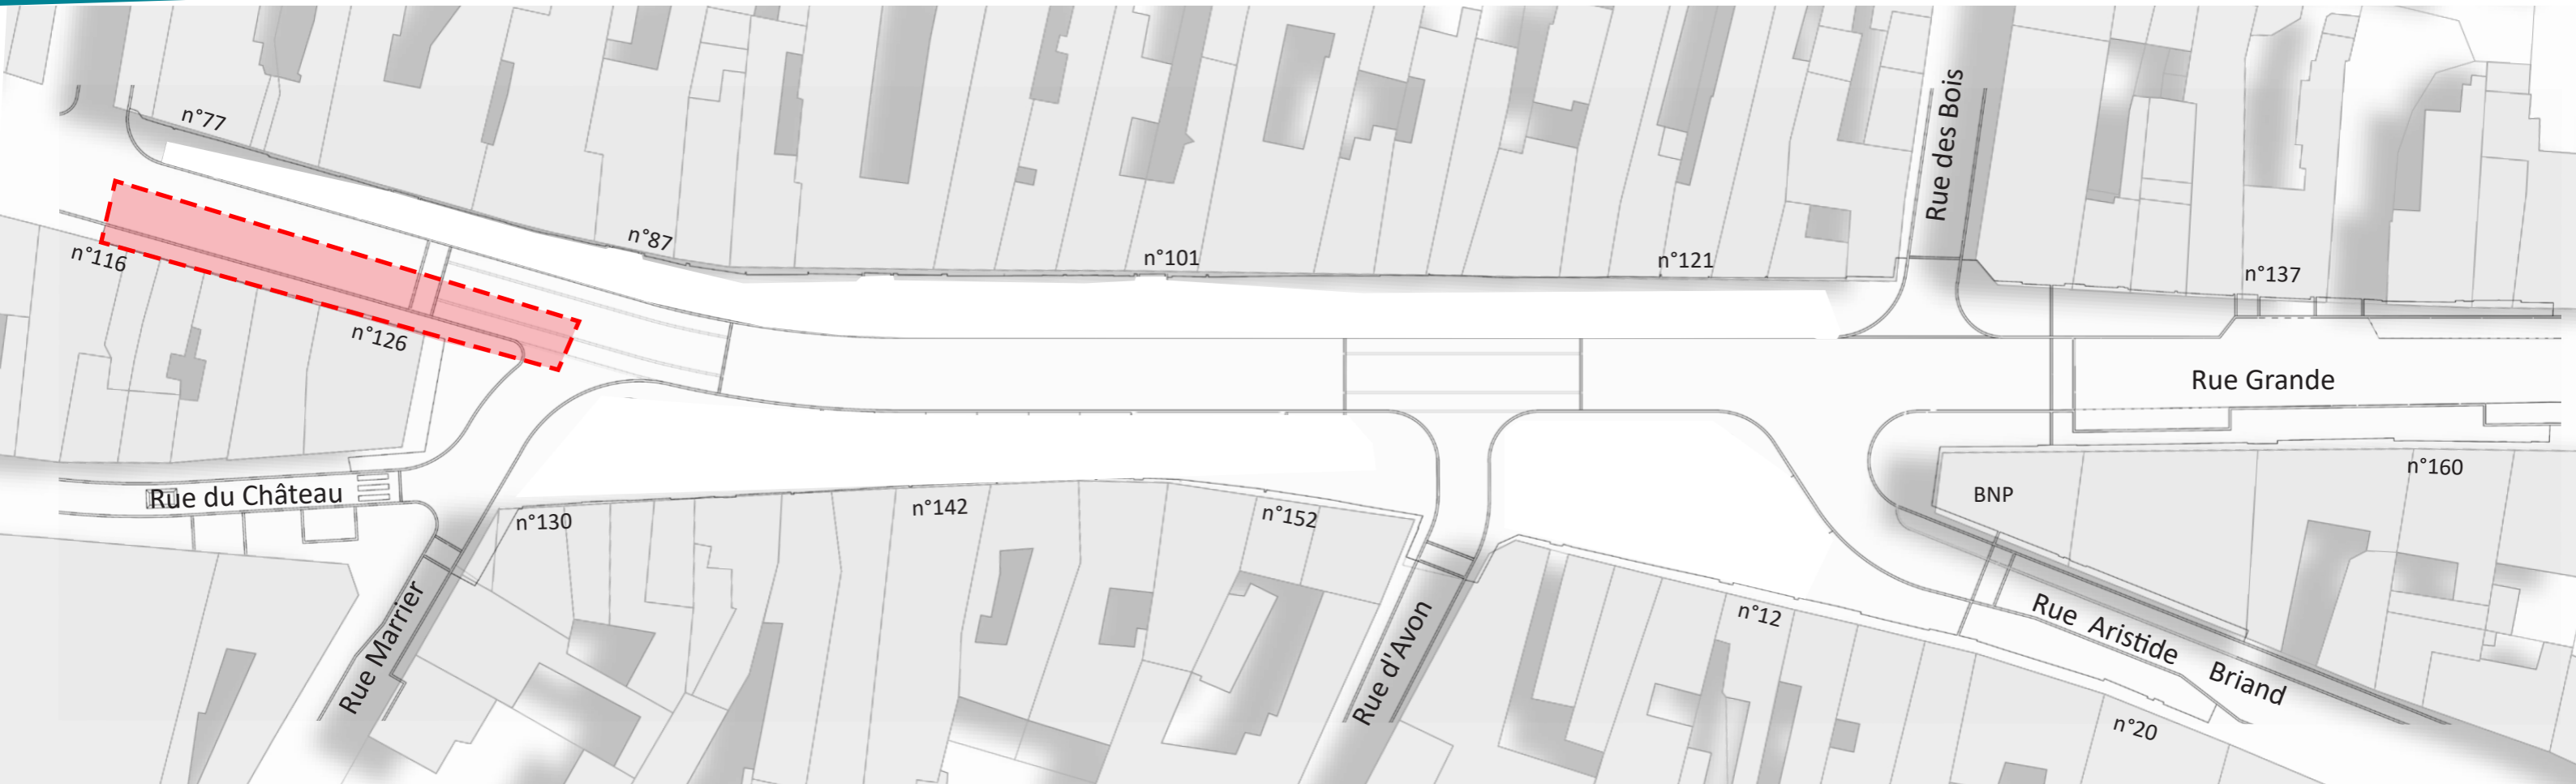 n°77
Rue des Bois
n°87
n°101
n°121
n°116
n°137
n°126
Rue Grande
n°160
Rue du Château
BNP
n°130
n°142
n°152
n°12
Rue Marrier
Rue d'Avon
Rue Aristide Briand
n°20